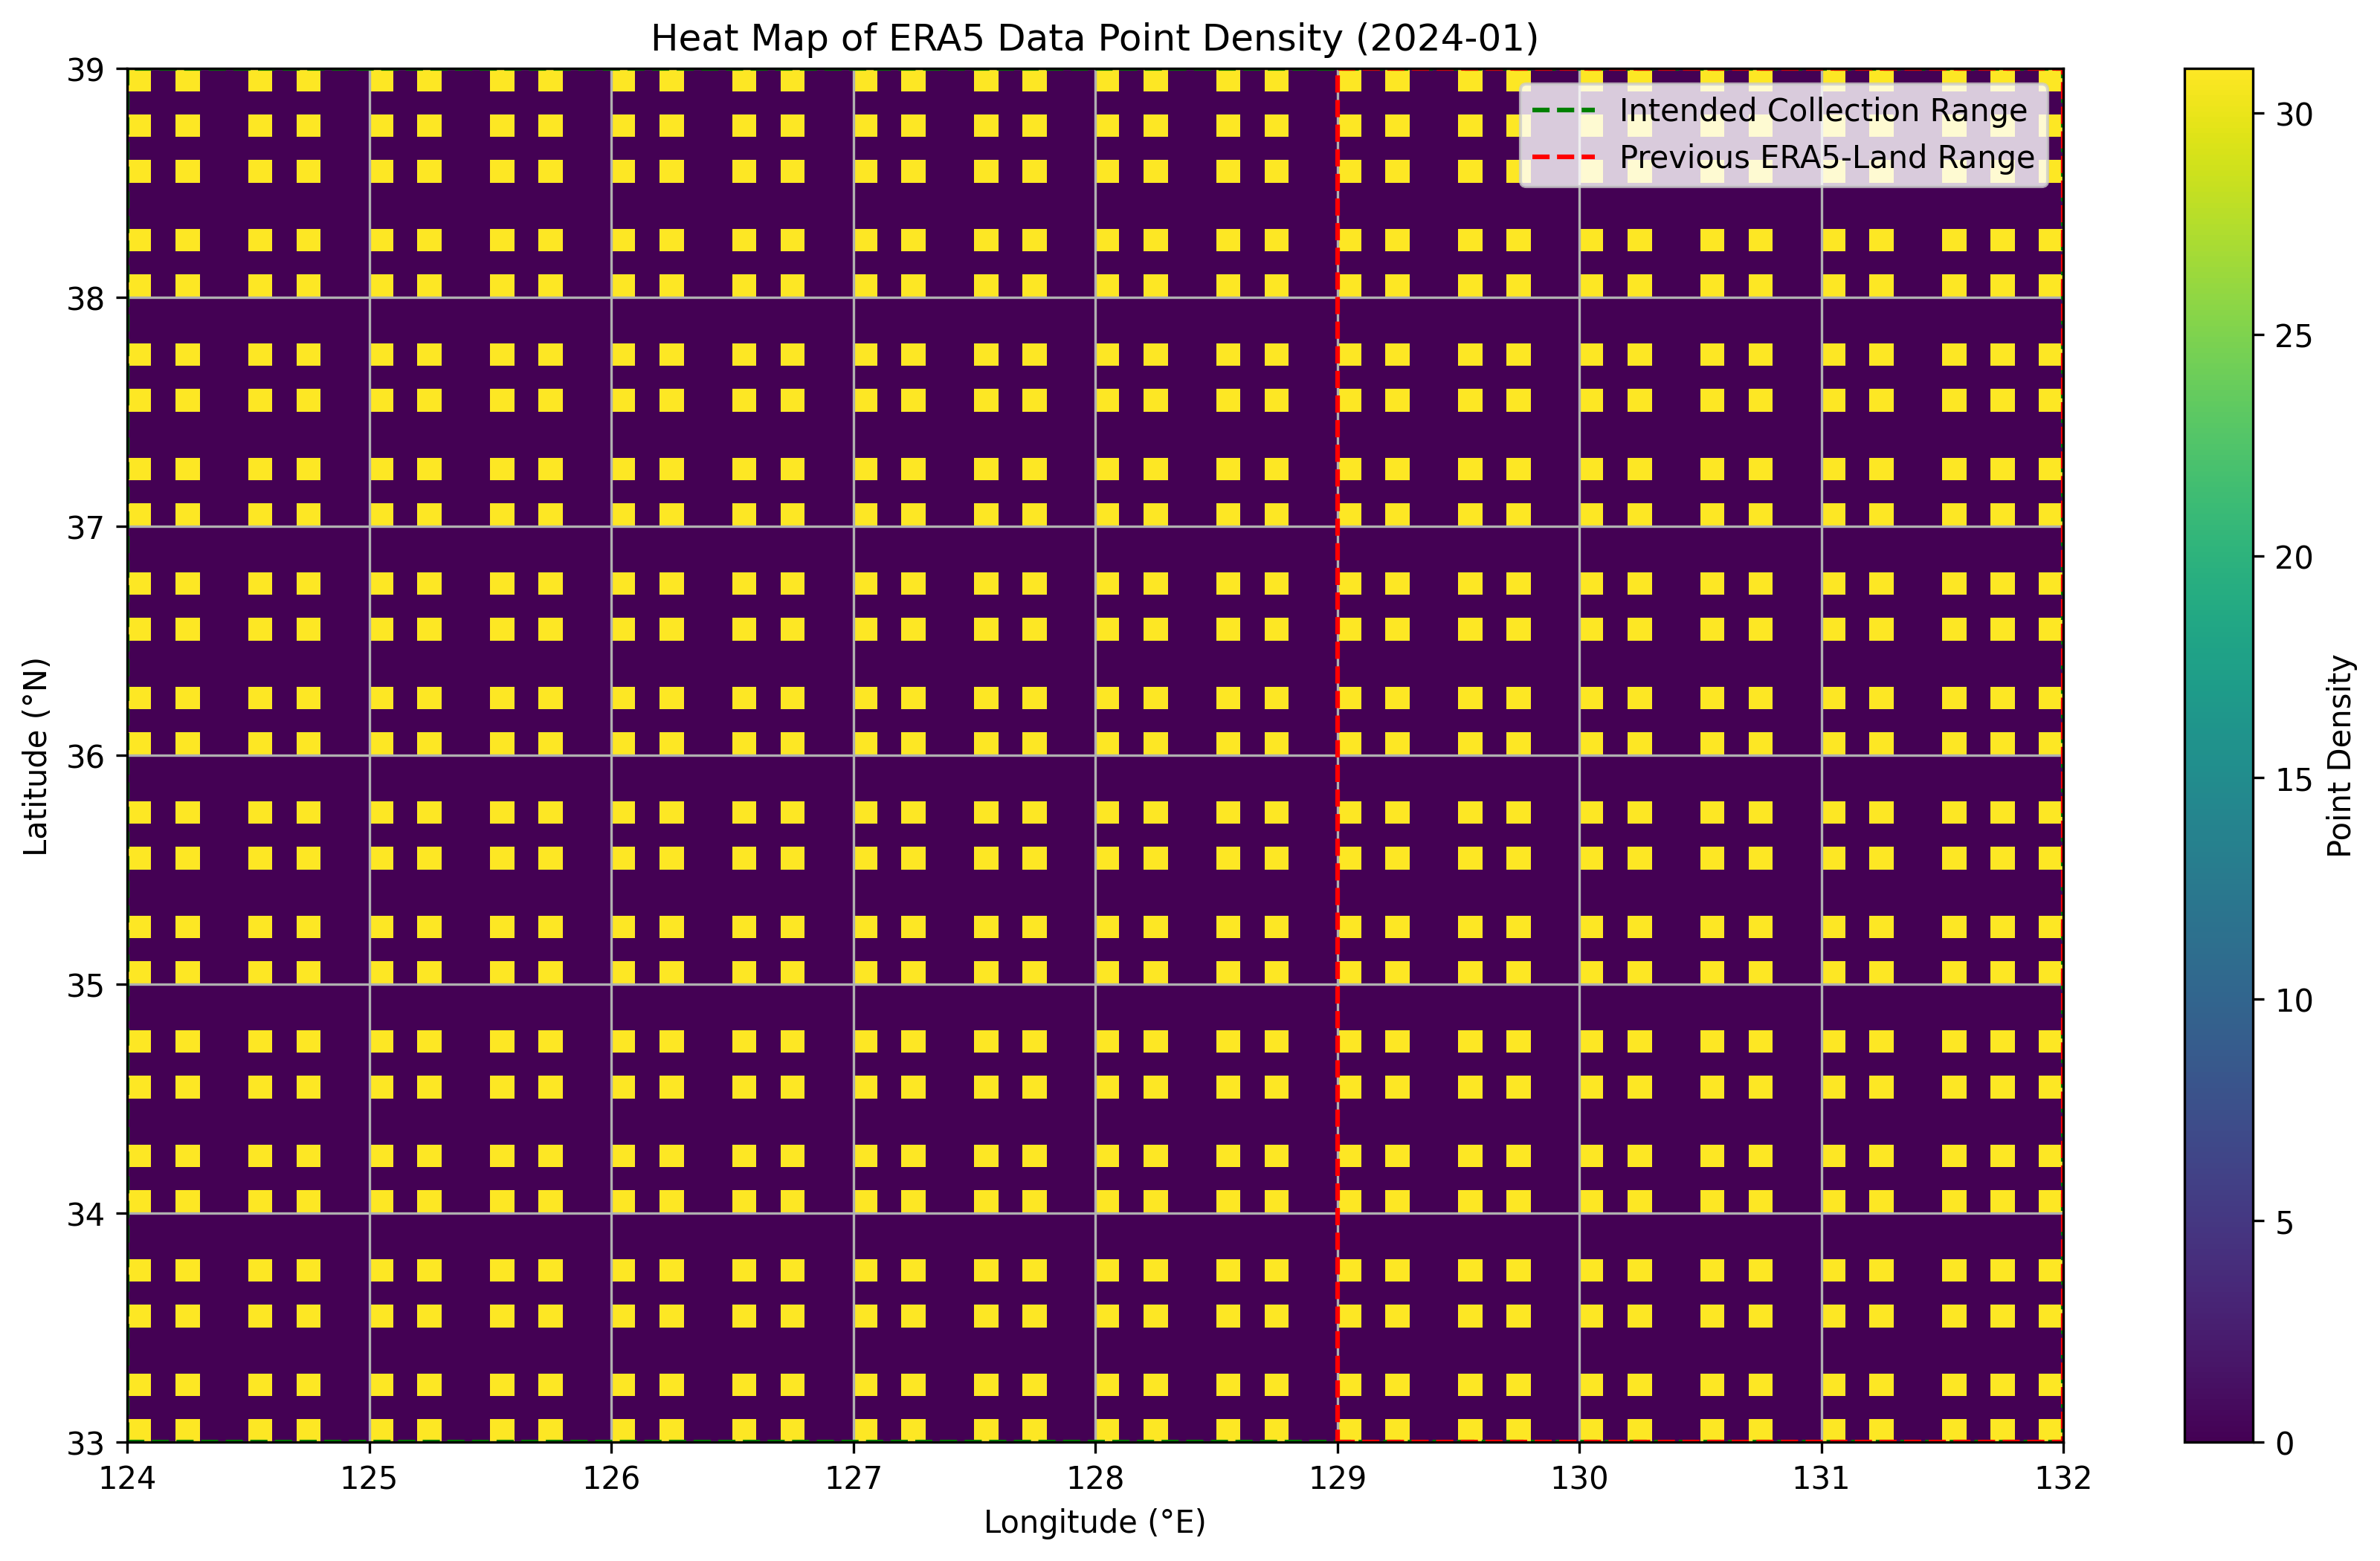 Heat Map of ERA5 Data Point Density (2024-01)
Intended Collection Range
Previous ERA5-Land Range
Latitude (°N)
39
38
37
36
35
34
33
124 125 126 127 128 129 130 131 132
Longitude (°E)
30
25
20
15
10
5
0
Point Density